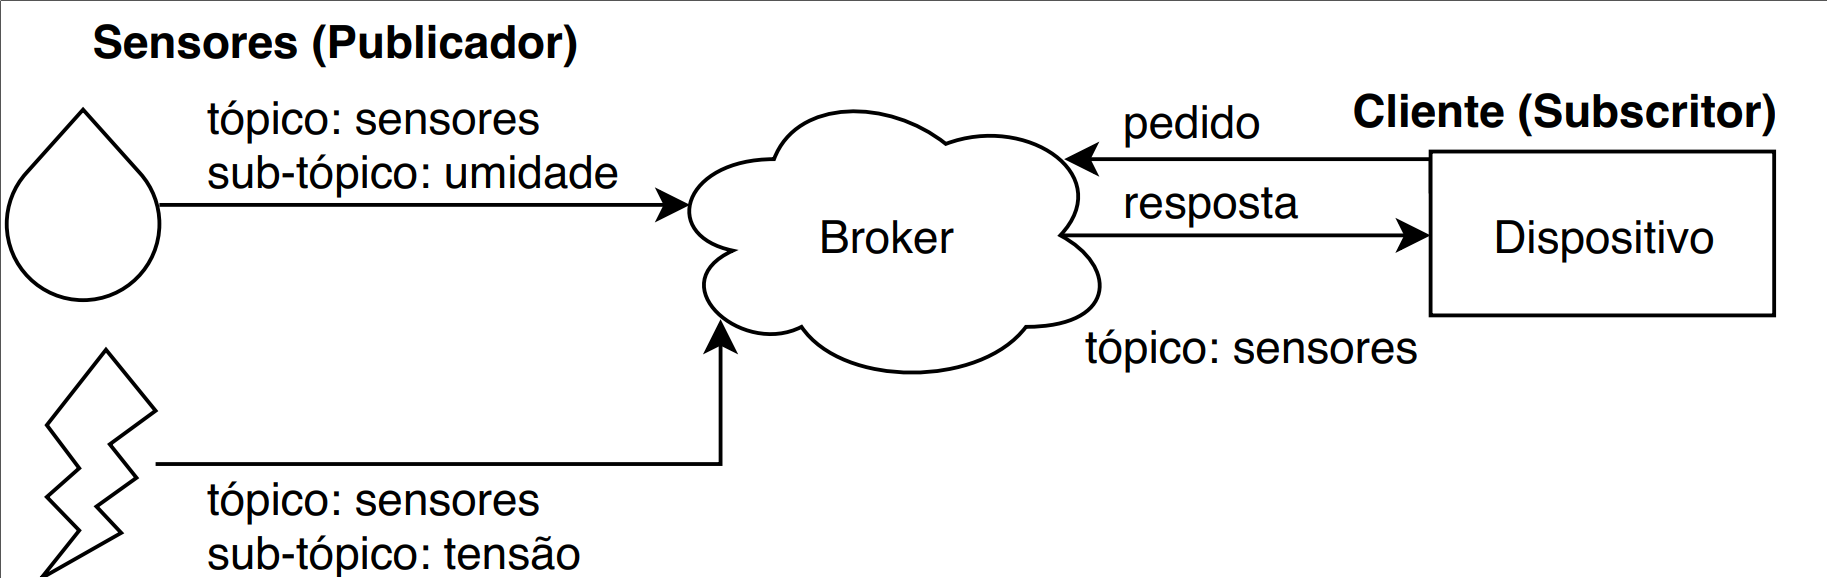 Sensores (Publicador)
tópico: sensores
sub-tópico: umidade
pedido
Cliente (Subscritor)
resposta
Broker
Dispositivo
tópico: sensores
tópico: sensores
sub-tópico: tensão